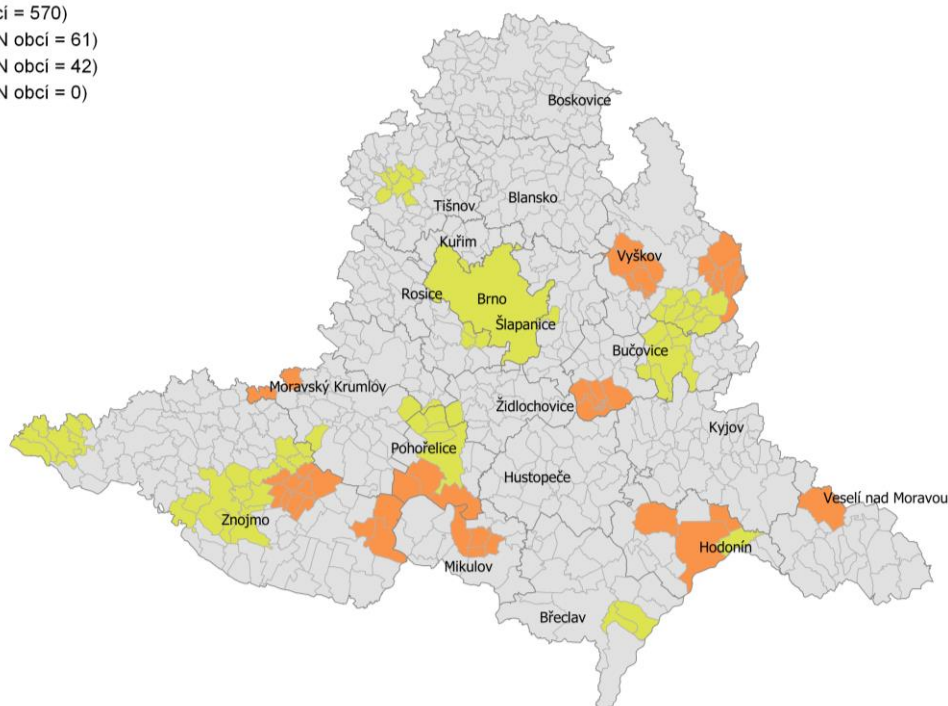 cí = 570)
N obcí = 61)
N obcí = 42)
N obcí = 0)
Boskovice
Blansko
Tišnov
Kuřim
Vyškov
Rosice
Brno
Šlapanice
Bučovice
Moravský Krumlov
Židlochovice
Kyjov
Pohořelice
Hustopeče
Veselí nad Moravou
Znojmo
Hodonín
Mikulov
Břeclav